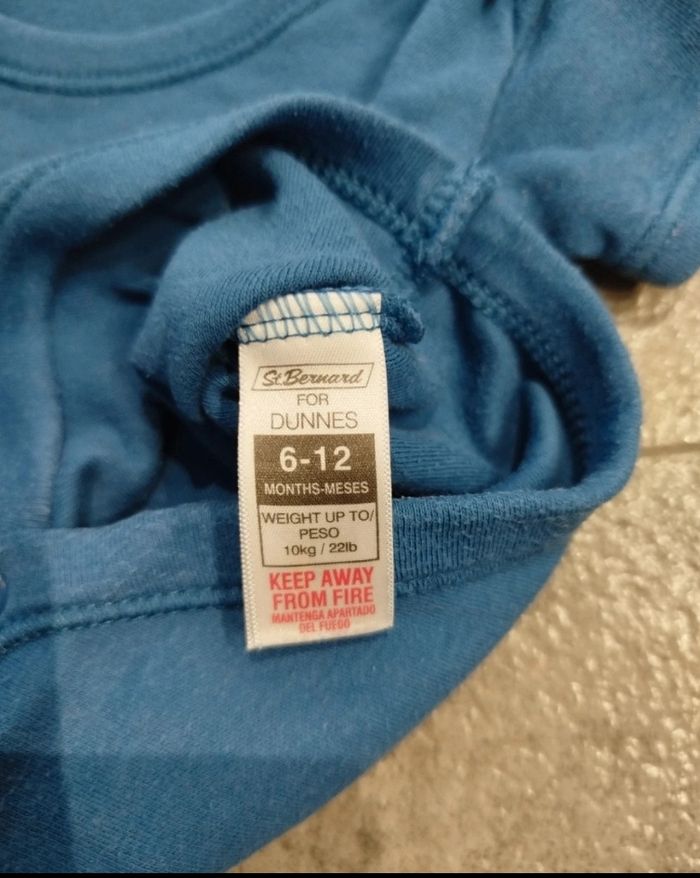 St.Bernard
FOR
DUNNES
6-12
MONTHS-MESES
WEIGHT UP TO/
PESO
10kg / 22lb
KEEP AWAY
FROM FIRE
MANTENGA APARTADO
DEL FUEGO